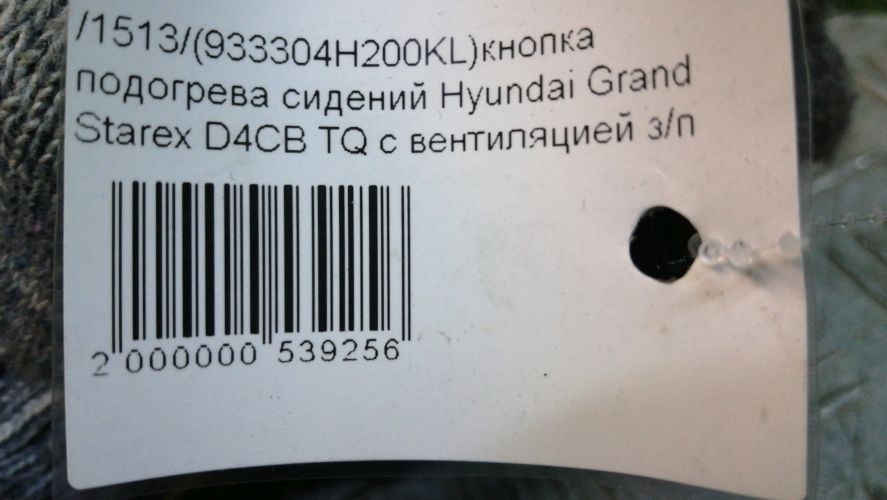 /1513/(933304H200KL)кнопка
подогрева сидений Hyundai Grand
Starex D4CB TQ с вентиляцией з/п
2 000000 539256